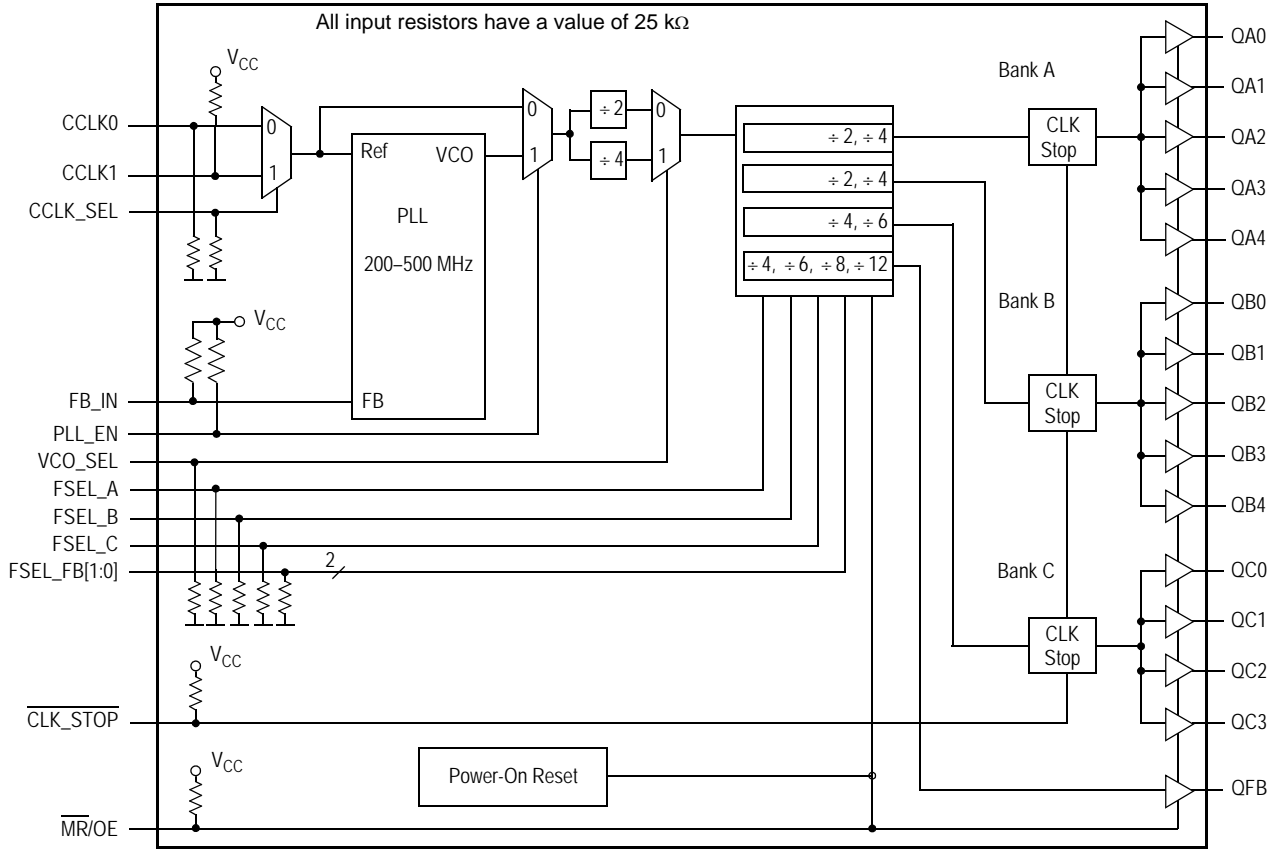 All input resistors have a value of 25 kΩ
VCC
CCLK0
CCLK1
CCLK_SEL
0
1
Ref
VCO
PLL
200–500 MHz
FB
0
1
÷ 2
÷ 4
0
1
÷ 2, ÷ 4
÷ 2, ÷ 4
÷ 4, ÷ 6
÷ 4, ÷ 6, ÷ 8, ÷ 12
Bank A
CLK
Stop
QA0
QA1
QA2
QA3
QA4
VCC
FB_IN
PLL_EN
VCO_SEL
FSEL_A
FSEL_B
FSEL_C
FSEL_FB[1:0]
2
Bank B
CLK
Stop
QB0
QB1
QB2
QB3
QB4
Bank C
CLK
Stop
QC0
QC1
QC2
QC3
VCC
CLK_STOP
VCC
MR/OE
Power-On Reset
QFB